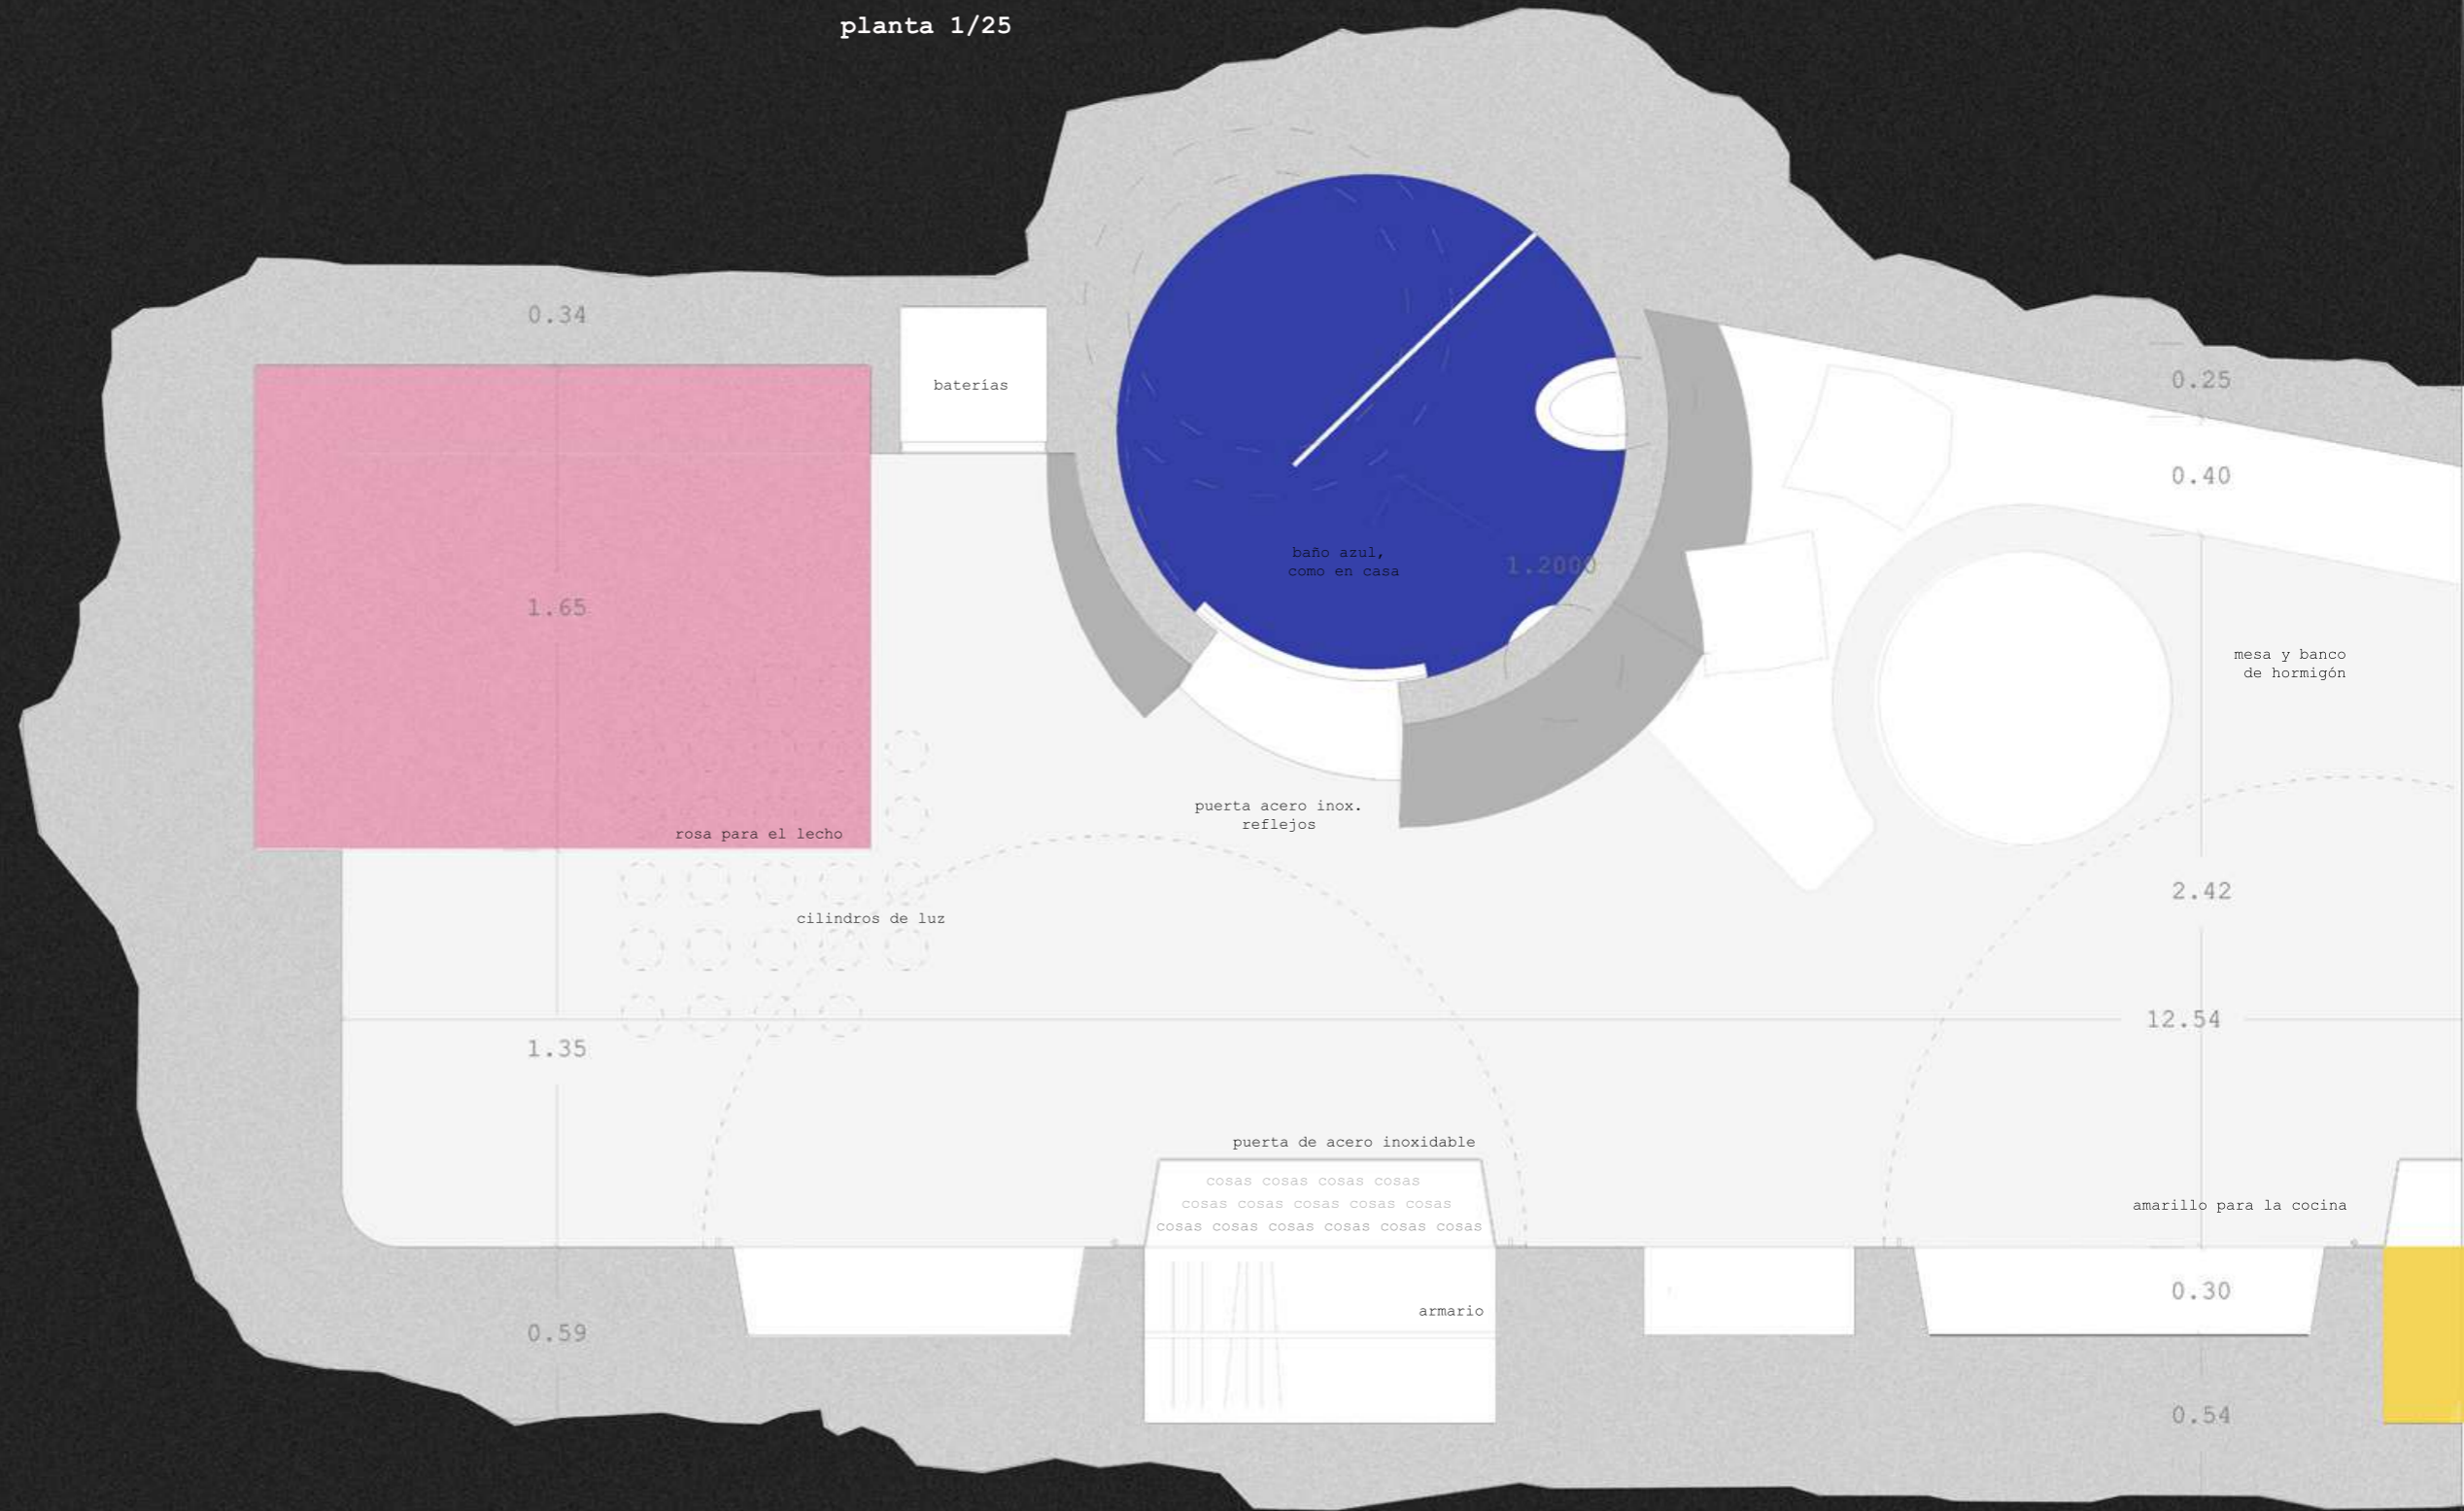 planta 1/25
0.34
0.25
baterías
0.40
baño azul,
como en casa
1.2000
1.65
mesa y banco
de hormigón
puerta acero inox.
reflejos
rosa para el lecho
2.42
cilindros de luz
12.54
1.35
puerta de acero inoxidable
cosas cosas cosas cosas
cosas cosas cosas cosas cosas
cosas cosas cosas cosas cosas cosas
amarillo para la cocina
0.30
armario
0.59
0.54